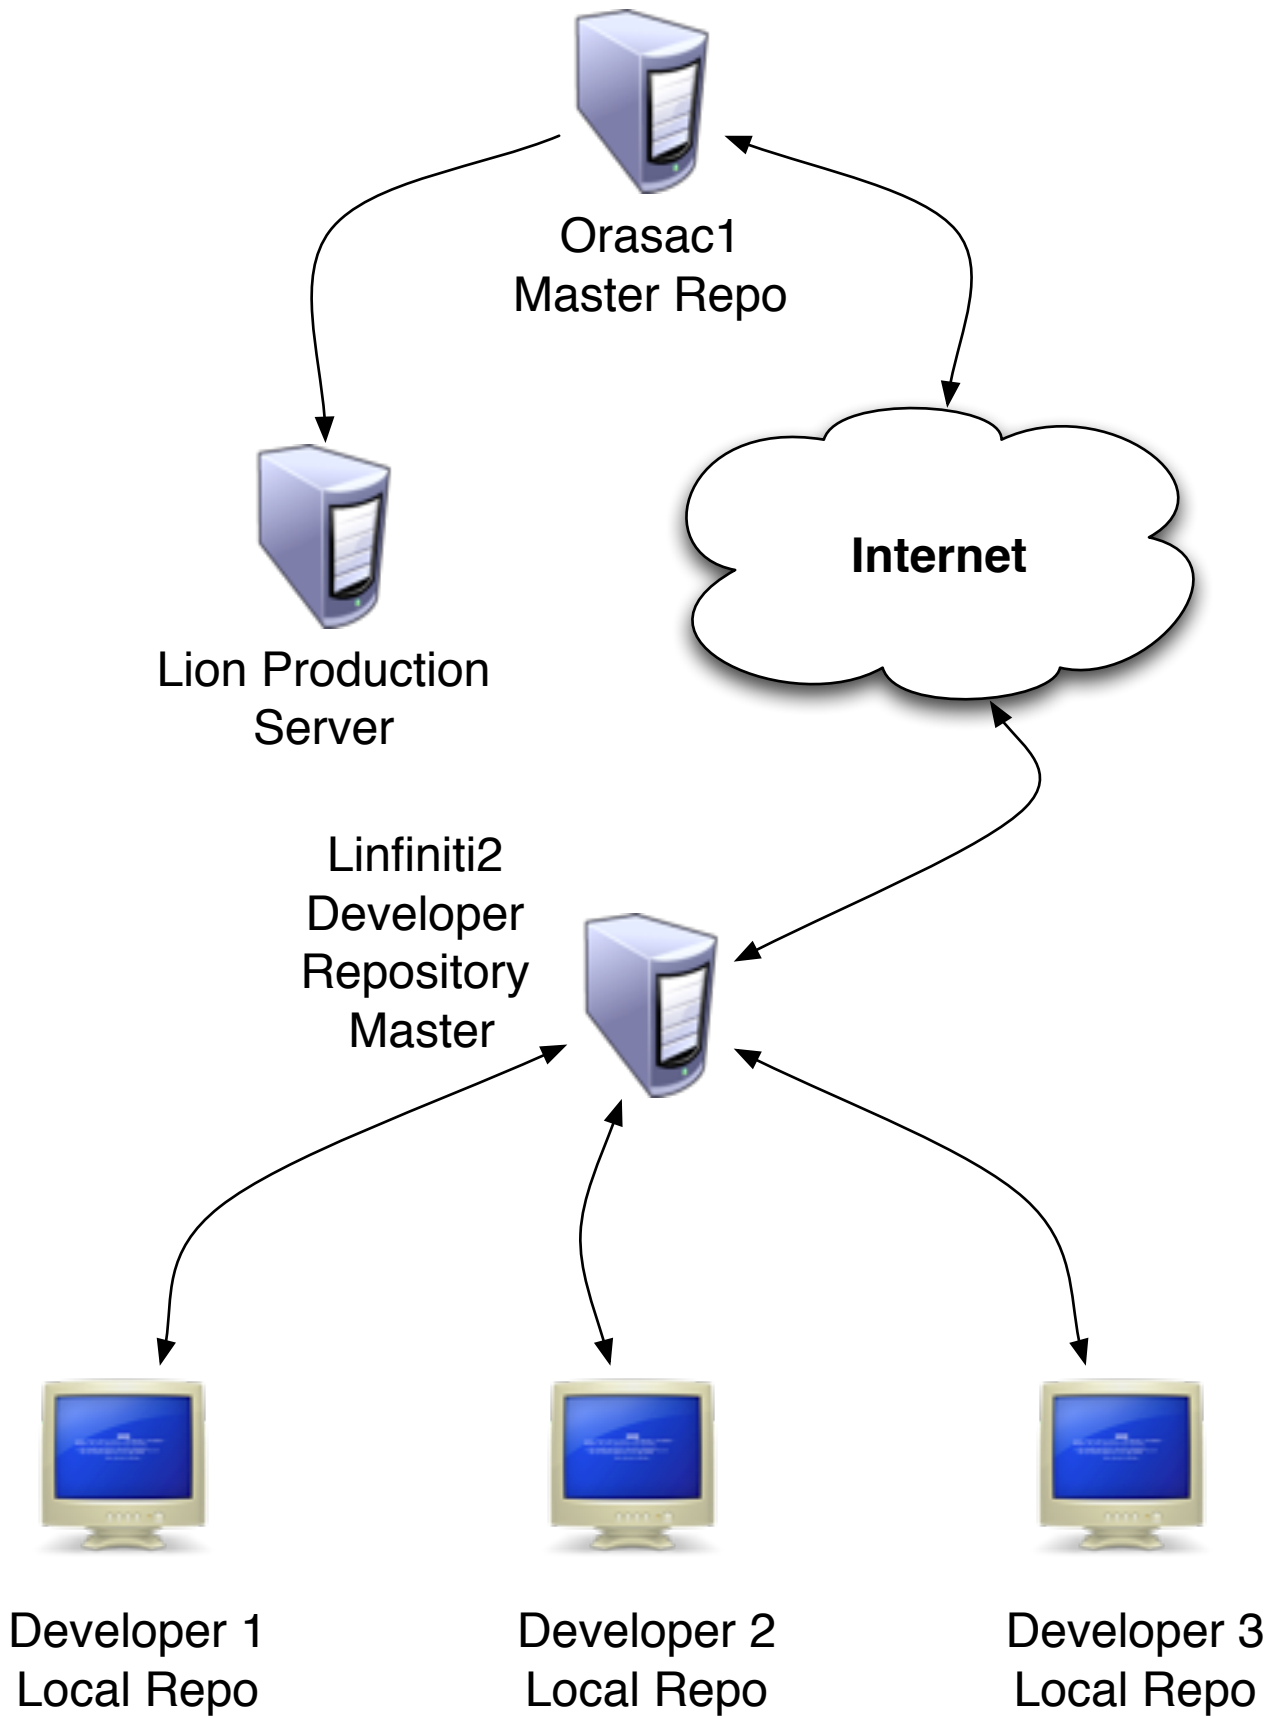 Orasac1
Master Repo
Internet
Lion Production
Server
Linfiniti2
Developer
Repository
Master
Developer 1
Local Repo
Developer 2
Local Repo
Developer 3
Local Repo